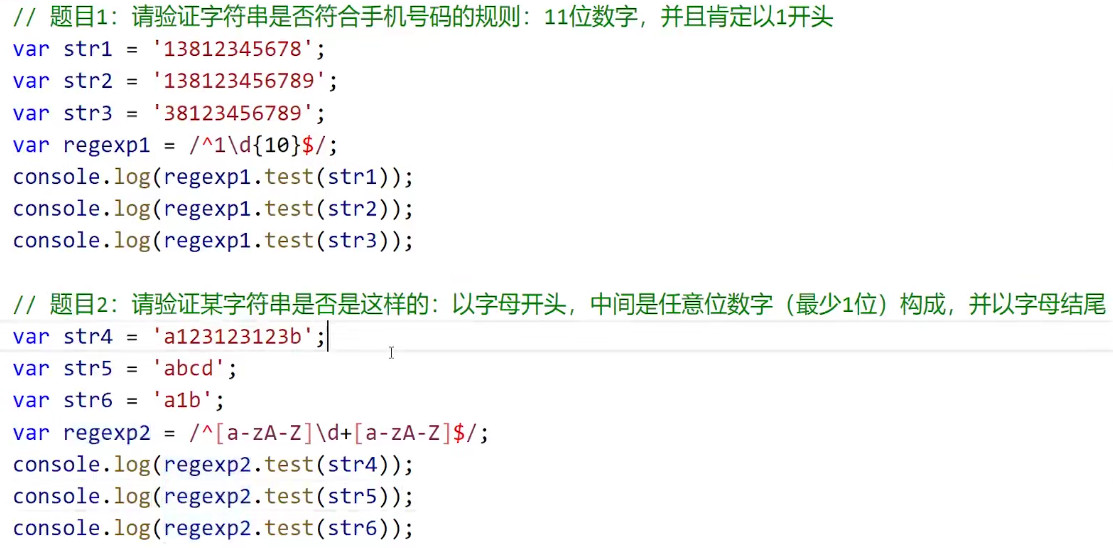 // 题目1：请验证字符串是否符合手机号码的规则：11位数字，并且肯定以1开头
var str1 = '13812345678';
var str2 = '138123456789';
var str3 = '38123456789';
var regexp1 = /^1\d{10}$/;
console.log(regexp1.test(str1));
console.log(regexp1.test(str2));
console.log(regexp1.test(str3));
// 题目2：请验证某字符串是否是这样的：以字母开头，中间是任意位数字（最少1位）构成，并以字母结尾
var str4 = 'a123123123b';
var str5 = 'abcd';
var str6 = 'a1b';
var regexp2 = /^[a-zA-Z]\d+[a-zA-Z]$/;
console.log(regexp2.test(str4));
console.log(regexp2.test(str5));
console.log(regexp2.test(str6));